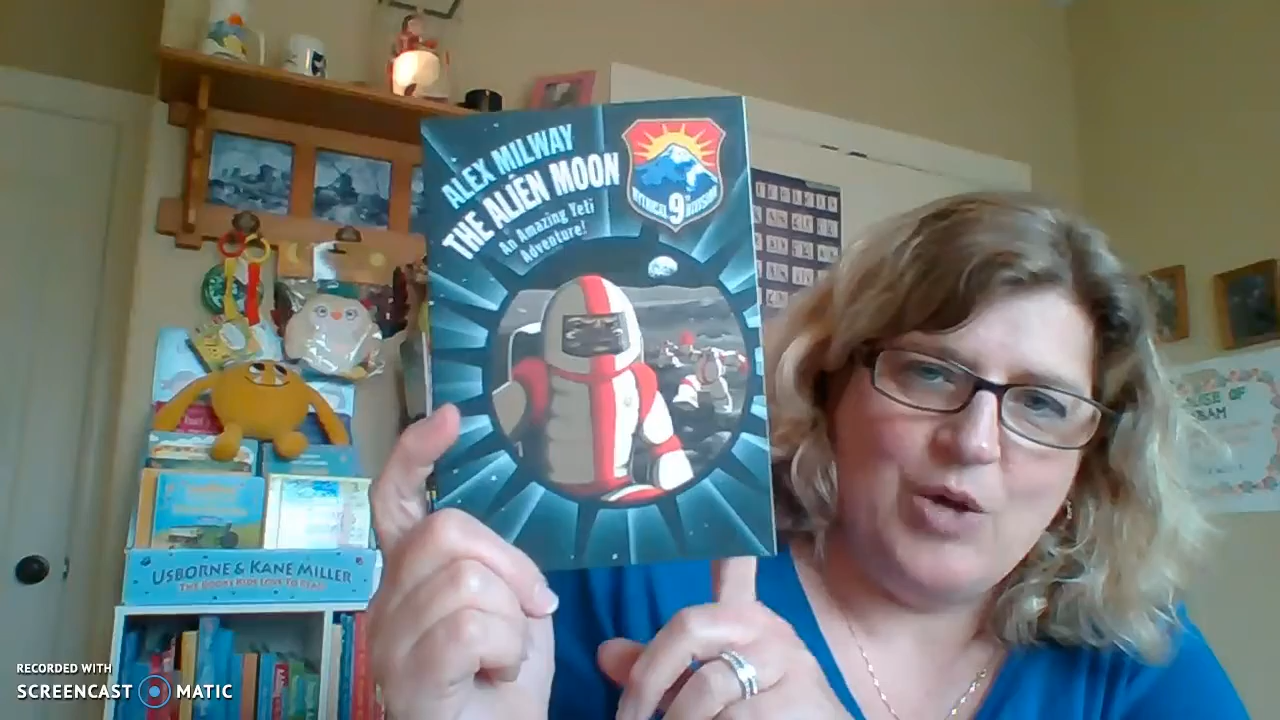 ALEX MILWAY
THE ALIEN MOON
An Amazing Yeti
Adventure!
MYTHICAL 9TH DIVISION
USBORNE & KANE MILLER
THE BOOKS KIDS LOVE TO READ
RECORDED WITH
SCREENCAST MATIC